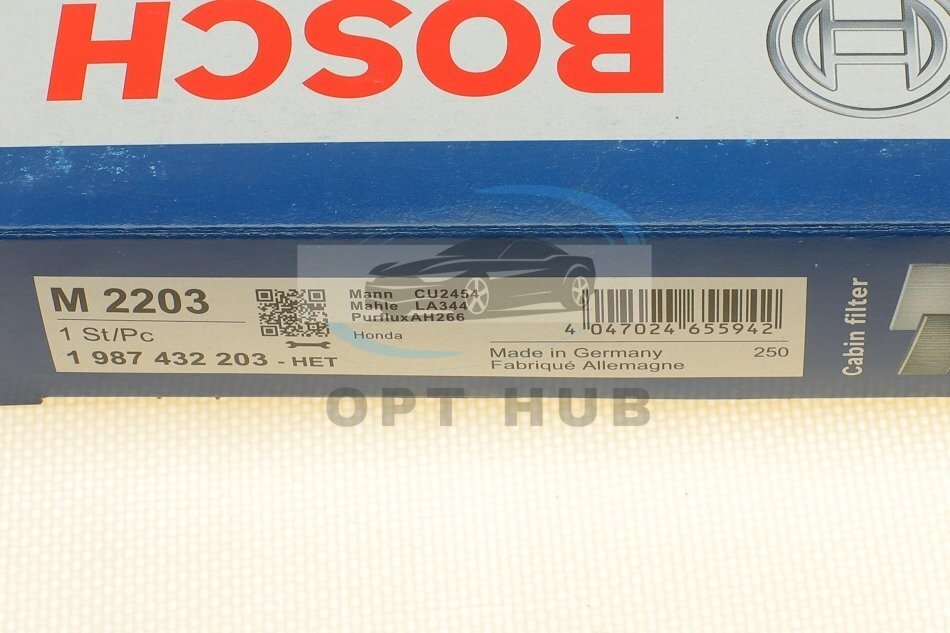 BOSCH
M 2203
1 St/Pc
1 987 432 203 - HET
Mann CU2454
Mahle LA344
Purflux AH266
Honda
4 047024 655942
Made in Germany 250
Fabriqué Allemagne
Cabin filter
OPT HUB